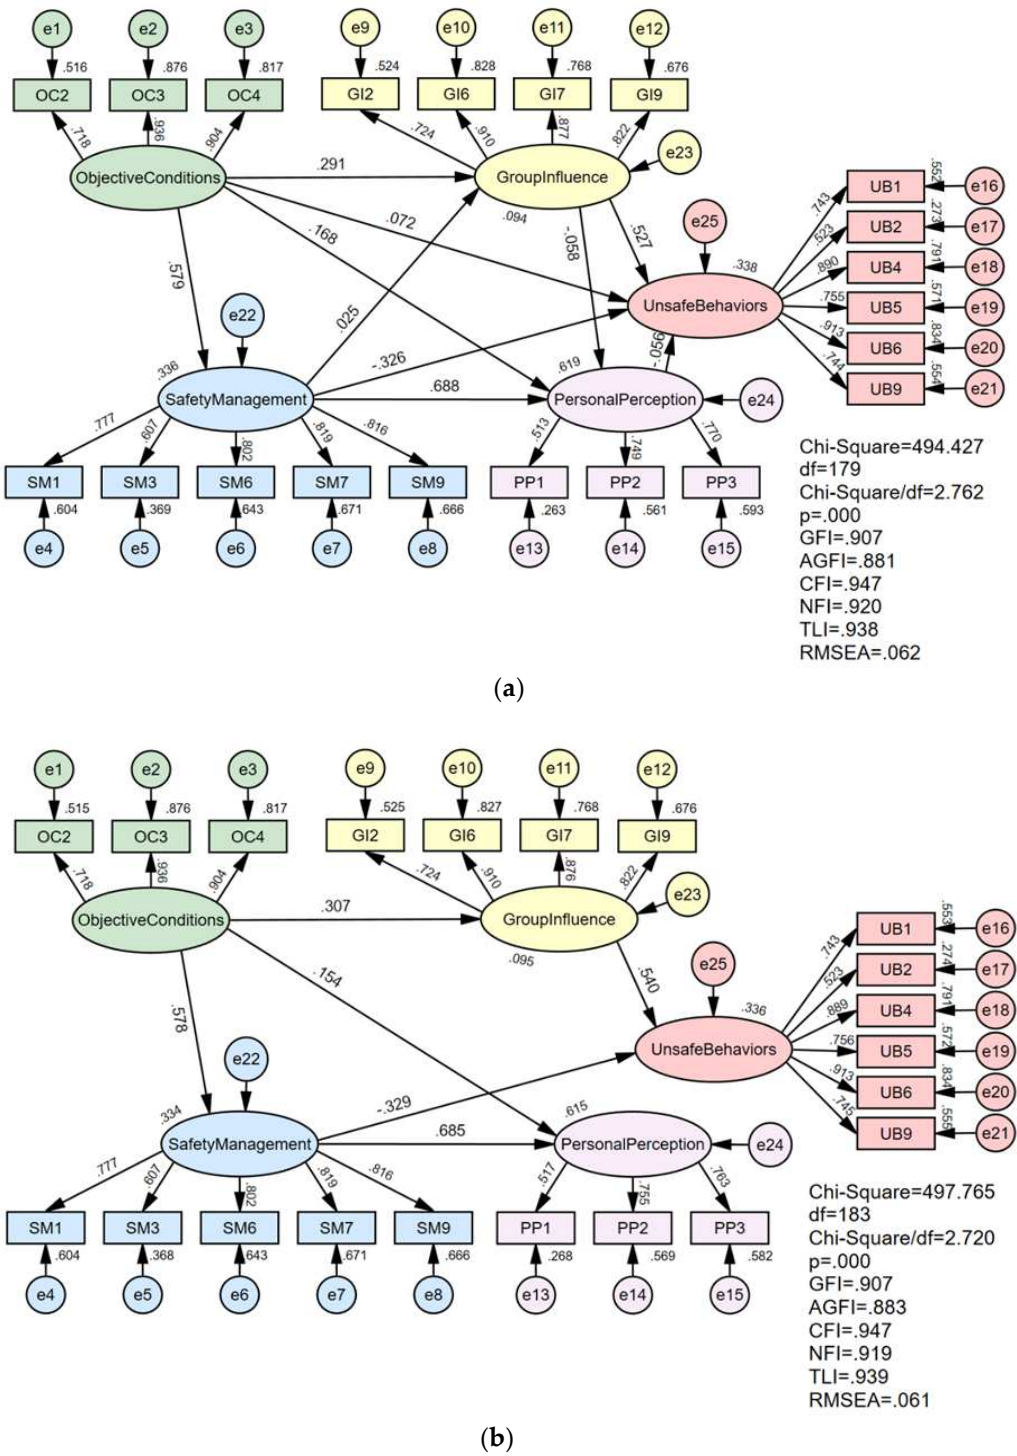 e1 e2 e3 e9 e10 e11 e12
.516 .876 .817 .524 .828 .768 .676
OC2 OC3 OC4 GI2 GI6 GI7 GI9
.718 .936 .904 .724 .910 .877 .822
e23
ObjectiveConditions .291 GroupInfluence
.094
.072
.168
-.058
.527
e25
.338
UnsafeBehaviors
.743 UB1 .552 e16
.523 UB2 .273 e17
.890 UB4 .791 e18
.755 UB5 .571 e19
.913 UB6 .834 e20
.744 UB9 .554 e21
.579
e22
.025
-.326
-.056
.336
.619
SafetyManagement .688 PersonalPerception e24
.777 .607 .802 .819 .816 .513 .749 .770
SM1 SM3 SM6 SM7 SM9 PP1 PP2 PP3
.604 .369 .643 .671 .666 .263 .561 .593
e4 e5 e6 e7 e8 e13 e14 e15
Chi-Square=494.427
df=179
Chi-Square/df=2.762
p=.000
GFI=.907
AGFI=.881
CFI=.947
NFI=.920
TLI=.938
RMSEA=.062
(a)
e1 e2 e3 e9 e10 e11 e12
.515 .876 .817 .525 .827 .768 .676
OC2 OC3 OC4 GI2 GI6 GI7 GI9
.718 .936 .904 .724 .910 .876 .822
e23
ObjectiveConditions .307 GroupInfluence
.095
.154
.540
e25
.336
UnsafeBehaviors
.743 UB1 .553 e16
.523 UB2 .274 e17
.889 UB4 .791 e18
.756 UB5 .572 e19
.913 UB6 .834 e20
.745 UB9 .555 e21
.578
e22
-.329
.334
.615
SafetyManagement .685 PersonalPerception e24
.777 .607 .802 .819 .816 .517 .755 .763
SM1 SM3 SM6 SM7 SM9 PP1 PP2 PP3
.604 .368 .643 .671 .666 .268 .569 .582
e4 e5 e6 e7 e8 e13 e14 e15
Chi-Square=497.765
df=183
Chi-Square/df=2.720
p=.000
GFI=.907
AGFI=.883
CFI=.947
NFI=.919
TLI=.939
RMSEA=.061
(b)